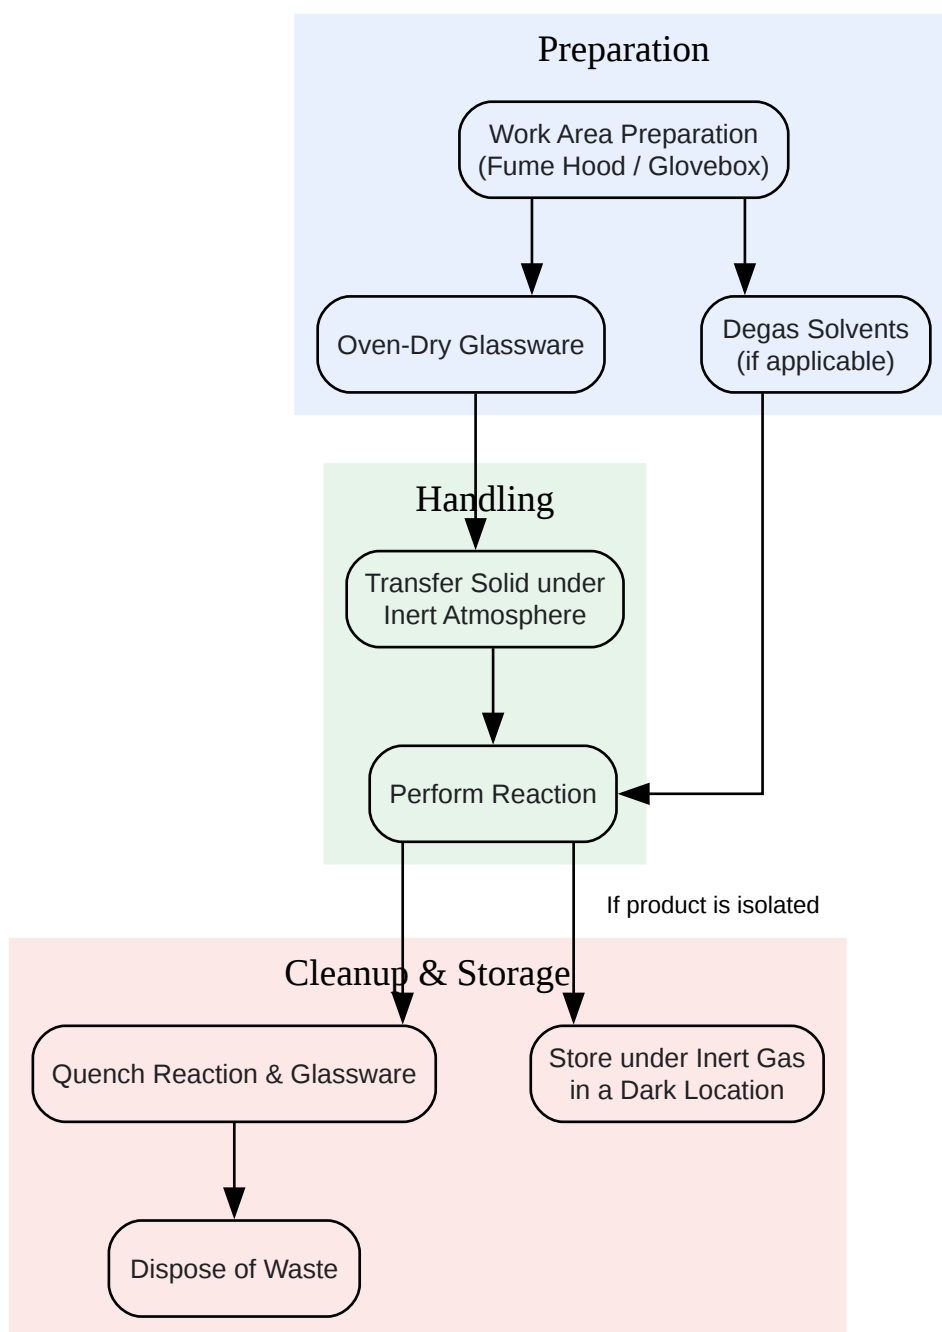 Preparation
Work Area Preparation
(Fume Hood / Glovebox)
Oven-Dry Glassware
Degas Solvents
(if applicable)
Handling
Transfer Solid under
Inert Atmosphere
Perform Reaction
If product is isolated
Cleanup & Storage
Quench Reaction & Glassware
Store under Inert Gas
in a Dark Location
Dispose of Waste